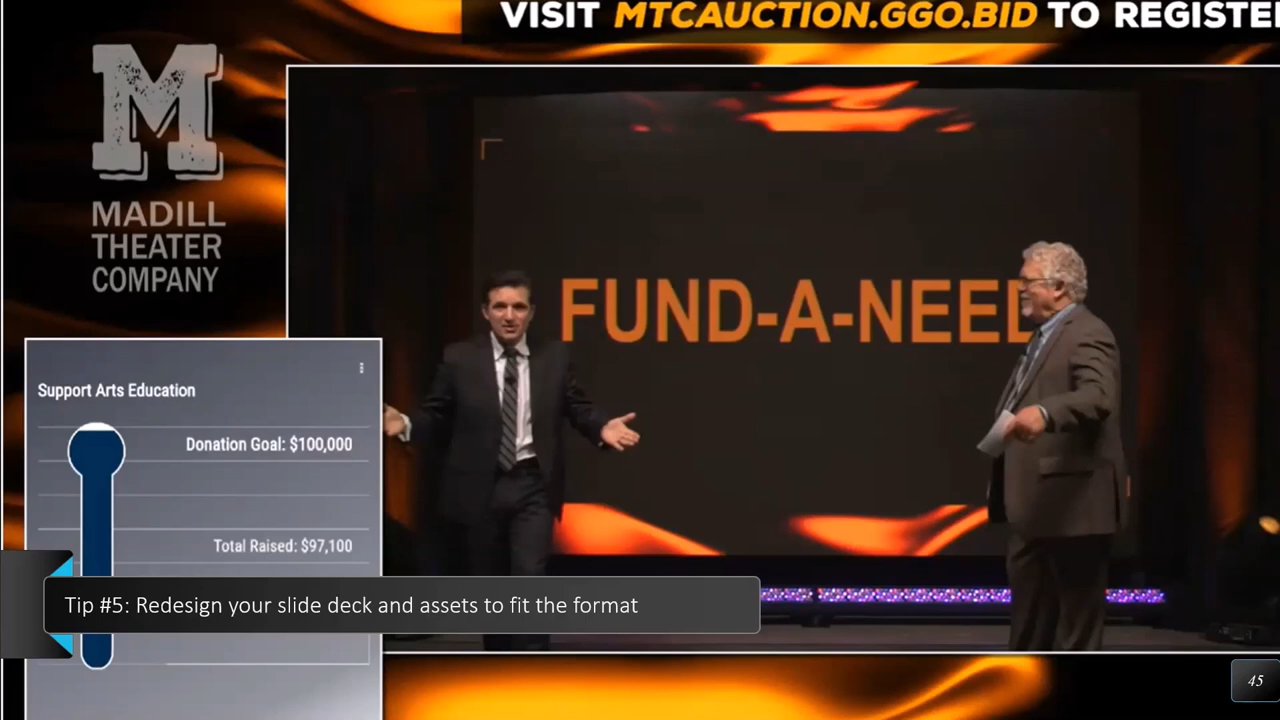 VISIT MTCAUCTION.GGO.BID TO REGISTE
M
MADILL
THEATER
COMPANY
FUND-A-NEED
Support Arts Education
Donation Goal: $100,000
Total Raised: $97,100
Tip #5: Redesign your slide deck and assets to fit the format
45